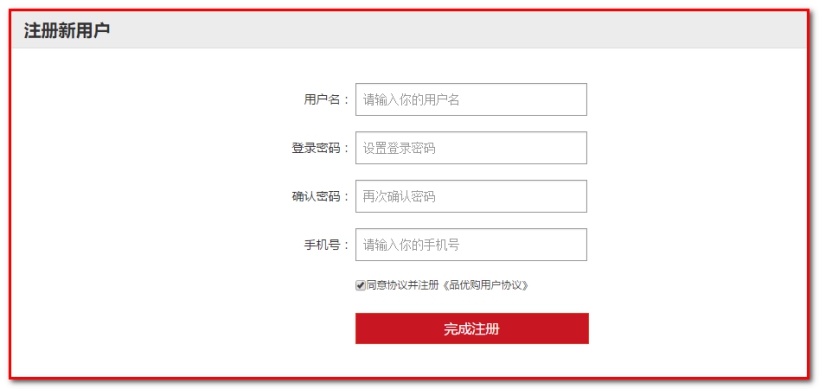 注册新用户
用户名： 请输入你的用户名
登录密码： 设置登录密码
确认密码： 再次确认密码
手机号： 请输入你的手机号
同意协议并注册《品优购用户协议》
完成注册